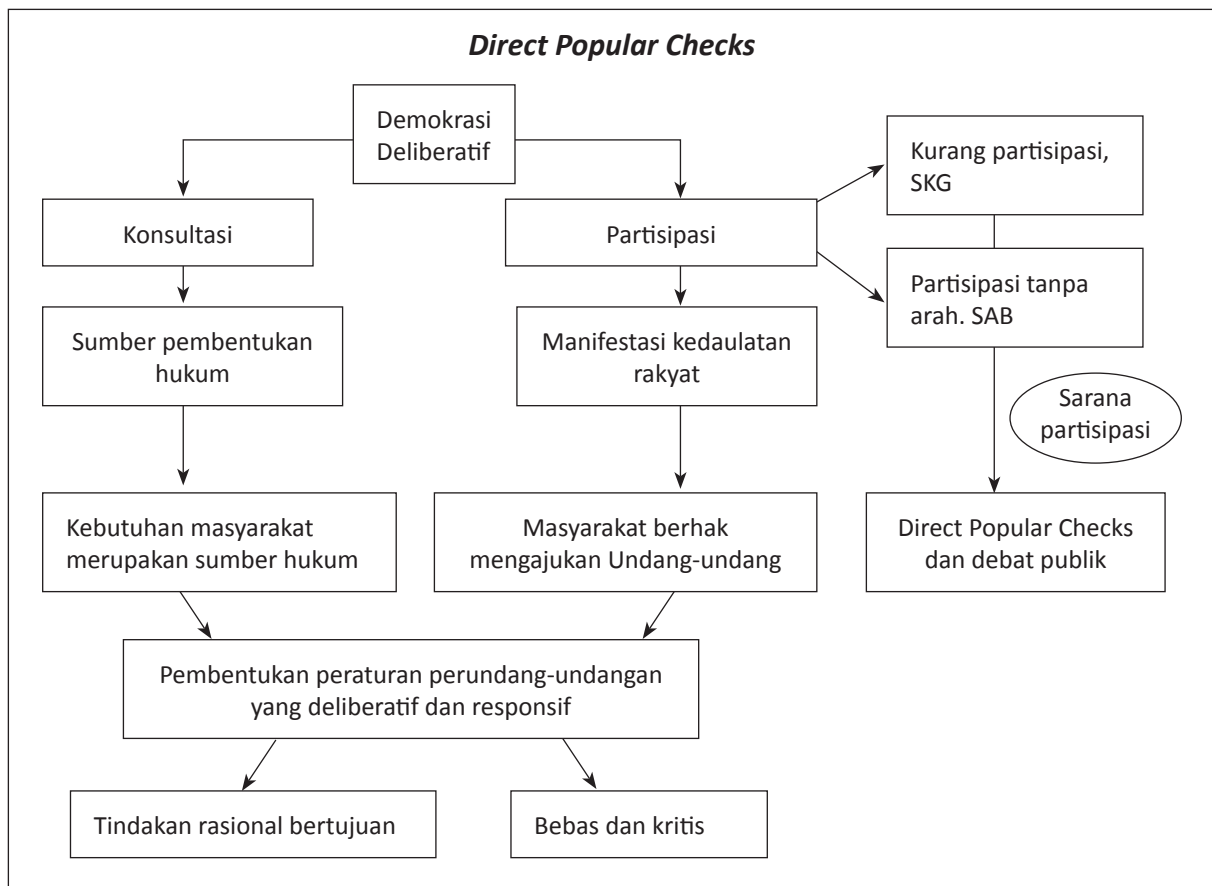 Direct Popular Checks
Demokrasi
Deliberatif
Konsultasi
Partisipasi
Kurang partisipasi,
SKG
Partisipasi tanpa
arah. SAB
Sumber pembentukan
hukum
Manifestasi kedaulatan
rakyat
Sarana
partisipasi
Kebutuhan masyarakat
merupakan sumber hukum
Masyarakat berhak
mengajukan Undang-undang
Direct Popular Checks
dan debat publik
Pembentukan peraturan perundang-undangan
yang deliberatif dan responsif
Tindakan rasional bertujuan
Bebas dan kritis